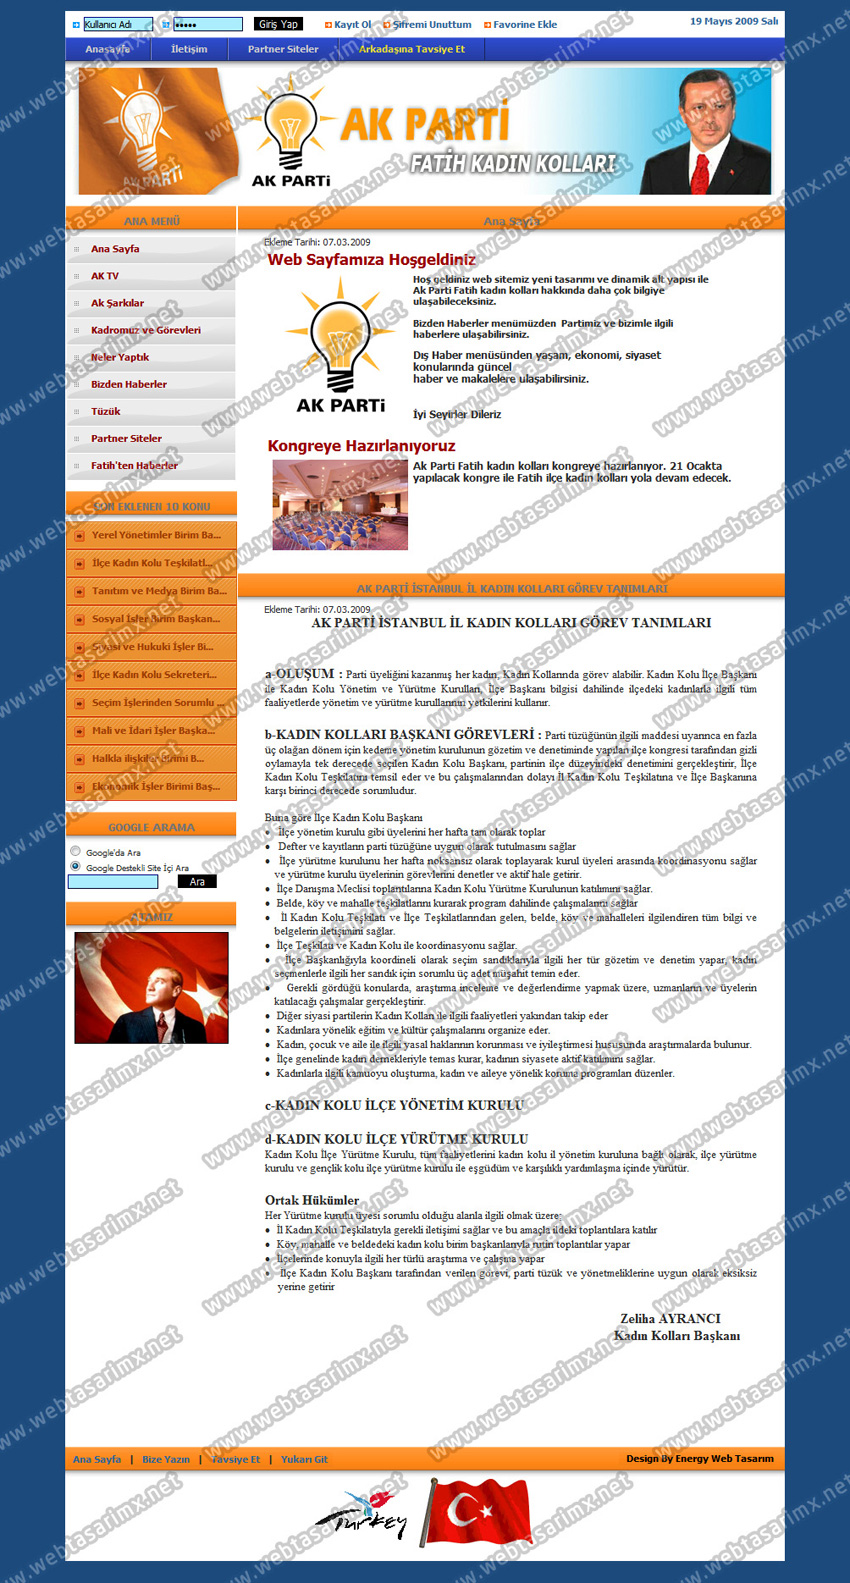 Kullanıcı Adı
Giriş Yap
Kayıt Ol
Şifremi Unuttum
Favorine Ekle
19 Mayıs 2009 Salı
Anasayfa
İletişim
Partner Siteler
Arkadaşına Tavsiye Et
AK PARTİ
AK PARTİ
AK PARTİ
FATİH KADIN KOLLARI
ANA MENÜ
Ana Sayfa
AK TV
Ak Şarkılar
Kadromuz ve Görevleri
Neler Yaptık
Bizden Haberler
Tüzük
Partner Siteler
Fatih'ten Haberler
SON EKLENEN 10 KONU
Yerel Yönetimler Birim Ba...
İlçe Kadın Kolu Teşkilatl...
Tanıtım ve Medya Birim Ba...
Sosyal İşler Birim Başkan...
Siyasi ve Hukuki İşler Bi...
İlçe Kadın Kolu Sekreteri...
Seçim İşlerinden Sorumlu ...
Mali ve İdari İşler Başka...
Halkla ilişkiler Birimi B...
Ekonomik İşler Birimi Baş...
GOOGLE ARAMA
Google'da Ara
Google Destekli Site İçi Ara
Ara
ATAMIZ
Ana Sayfa
Ekleme Tarihi: 07.03.2009
Web Sayfamıza Hoşgeldiniz
Hoş geldiniz web sitemiz yeni tasarımı ve dinamik alt yapısı ile
Ak Parti Fatih kadın kolları hakkında daha çok bilgiye
ulaşabileceksiniz.
Bizden Haberler menümüzden Partimiz ve bizimle ilgili
haberlere ulaşabilirsiniz.
Dış Haber menüsünden yaşam, ekonomi, siyaset
konularında güncel
haber ve makalelere ulaşabilirsiniz.
İyi Seyirler Dileriz
AK PARTİ
Kongreye Hazırlanıyoruz
Ak Parti Fatih kadın kolları kongreye hazırlanıyor. 21 Ocakta
yapılacak kongre ile Fatih ilçe kadın kolları yola devam edecek.
AK PARTİ İSTANBUL İL KADIN KOLLARI GÖREV TANIMLARI
Ekleme Tarihi: 07.03.2009
AK PARTİ İSTANBUL İL KADIN KOLLARI GÖREV TANIMLARI
a-OLUŞUM : Parti üyeliğini kazanmış her kadın, Kadın Kollarında görev alabilir. Kadın Kolu İlçe Başkanı
ile Kadın Kolu Yönetim ve Yürütme Kurulları, İlçe Başkanı bilgisi dahilinde ilçedeki kadınlarla ilgili tüm
faaliyetlerde yönetim ve yürütme kurullarının yetkilerini kullanır.
b-KADIN KOLLARI BAŞKANI GÖREVLERİ : Parti tüzüğünün ilgili maddesi uyarınca en fazla
üç olağan dönem için kademe yönetim kurulunun gözetim ve denetiminde yapılan ilçe kongresi tarafından gizli
oylamayla tek derecede seçilen Kadın Kolu Başkanı, partinin ilçe düzeyindeki denetimini gerçekleştirir, İlçe
Kadın Kolu Teşkilatını temsil eder ve bu çalışmalarından dolayı İl Kadın Kolu Teşkilatına ve İlçe Başkanına
karşı birinci derecede sorumludur.
Buna göre İlçe Kadın Kolu Başkanı
• İlçe yönetim kurulu gibi üyelerini her hafta tam olarak toplar
• Defter ve kayıtların parti tüzüğüne uygun olarak tutulmasını sağlar
• İlçe yürütme kurulunu her hafta noksansız olarak toplayarak kurul üyeleri arasında koordinasyonu sağlar
ve yürütme kurulu üyelerinin görevlerini denetler ve aktif hale getirir.
• İlçe Danışma Meclisi toplantılarına Kadın Kolu Yürütme Kurulunun katılımını sağlar.
• Belde, köy ve mahalle teşkilatlarını kurarak program dahilinde çalışmalarını sağlar
• İl Kadın Kolu Teşkilatı ve İlçe Teşkilatlarından gelen, belde, köy ve mahalleleri ilgilendiren tüm bilgi ve
belgelerin iletişimini sağlar.
• İlçe Teşkilatı ve Kadın Kolu ile koordinasyonu sağlar.
• İlçe Başkanlığıyla koordineli olarak seçim sandıklarıyla ilgili her tür gözetim ve denetim yapar, kadın
seçmenlerle ilgili her sandık için sorumlu üç adet müşahit temin eder.
• Gerekli gördüğü konularda, araştırma inceleme ve değerlendirme yapmak üzere, uzmanların ve üyelerin
katılacağı çalışmalar gerçekleştirir.
• Diğer siyasi partilerin Kadın Kolları ile ilgili faaliyetleri yakından takip eder
• Kadınlara yönelik eğitim ve kültür çalışmalarını organize eder.
• Kadın, çocuk ve aile ile ilgili yasal haklarının korunması ve iyileştirmesi hususunda araştırmalarda bulunur.
• İlçe genelinde kadın dernekleriyle temas kurar, kadının siyasete aktif katılımını sağlar.
• Kadınlarla ilgili kamuoyu oluşturma, kadın ve aileye yönelik koruma programları düzenler.
c-KADIN KOLU İLÇE YÖNETİM KURULU
d-KADIN KOLU İLÇE YÜRÜTME KURULU
Kadın Kolu İlçe Yürütme Kurulu, tüm faaliyetlerini kadın kolu il yönetim kuruluna bağlı olarak, ilçe yürütme
kurulu ve gençlik kolu ilçe yürütme kurulu ile eşgüdüm ve karşılıklı yardımlaşma içinde yürütür.
Ortak Hükümler
Her Yürütme kurulu üyesi sorumlu olduğu alanla ilgili olmak üzere;
• İl Kadın Kolu Teşkilatıyla gerekli iletişimi sağlar ve bu amaçla ildeki toplantılara katılır
• Köy, mahalle ve beldedeki kadın kolu birim başkanlarıyla rutin toplantılar yapar
• İlçelerinde konuyla ilgili her türlü araştırma ve çalışma yapar
• İlçe Kadın Kolu Başkanı tarafından verilen görevi, parti tüzük ve yönetmeliklerine uygun olarak eksiksiz
yerine getirir
Zeliha AYRANCI
Kadın Kolları Başkanı
Ana Sayfa | Bize Yazın | Tavsiye Et | Yukarı Git
Design By Energy Web Tasarım
Turkey
www.webtasarimx.net